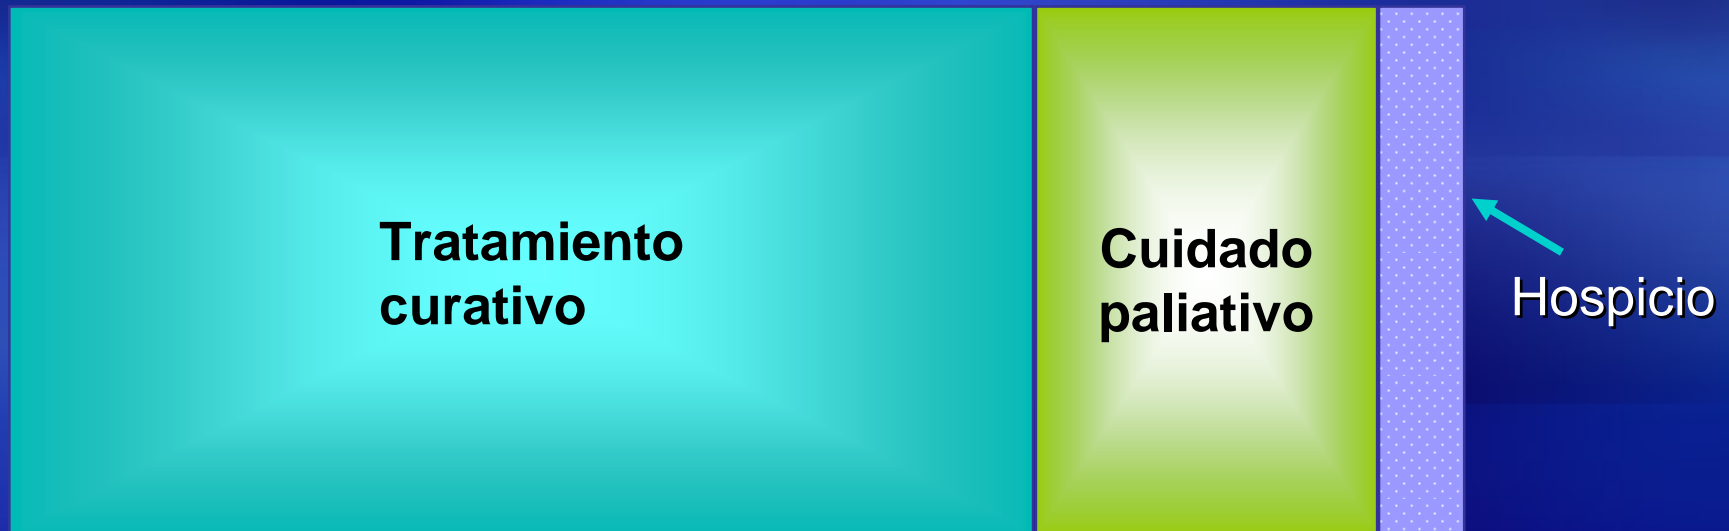 Tratamiento
curativo
Cuidado
paliativo
Hospicio